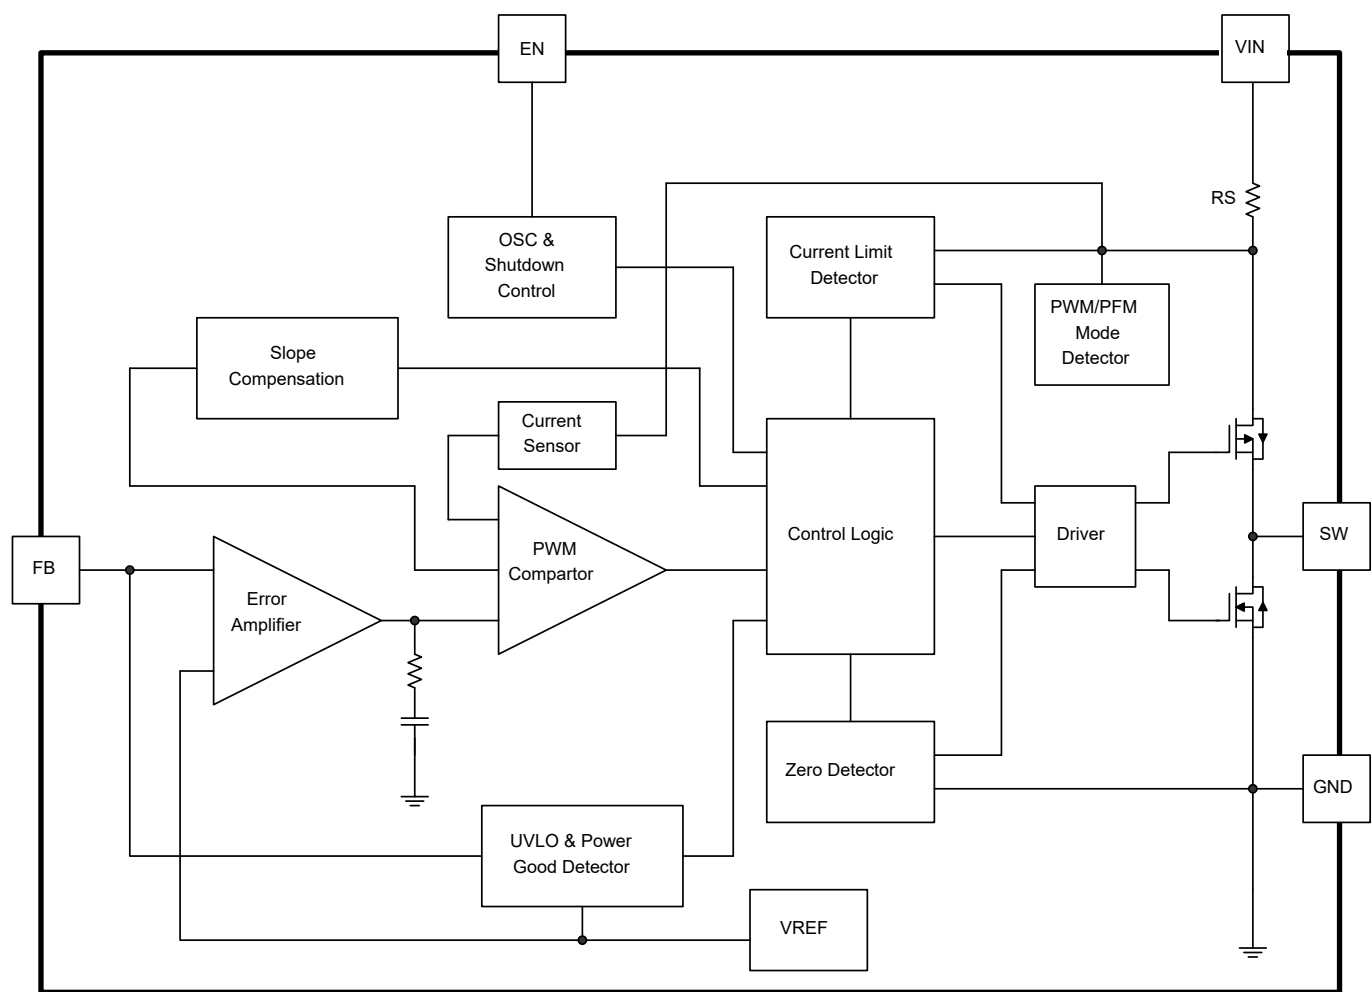 EN
VIN
RS
OSC &
Shutdown
Control
Current Limit
Detector
PWM/PFM
Mode
Detector
Slope
Compensation
Current
Sensor
PWM
Compartor
Control Logic
Driver
SW
FB
Error
Amplifier
Zero Detector
GND
UVLO & Power
Good Detector
VREF